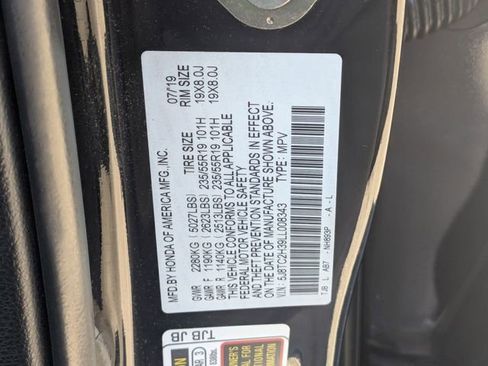 MFD.BY HONDA OF AMERICA MFG., INC. 07/19
TIRE SIZE RIM SIZE
GVWR 2280KG (5027LBS)
GAWR F 1190KG (2623LBS) 235/55R19 101H 19X8.0J
GAWR R 1140KG (2513LBS) 235/55R19 101H 19X8.0J
THIS VEHICLE CONFORMS TO ALL APPLICABLE
FEDERAL MOTOR VEHICLE SAFETY AND
THEFT PREVENTION STANDARDS IN EFFECT
ON THE DATE OF MANUFACTURE SHOWN ABOVE.
V.I.N.: 5J8TC2H39LL008343 TYPE: MPV
TJB L AB7 - NH893P - A - L
TJB JB